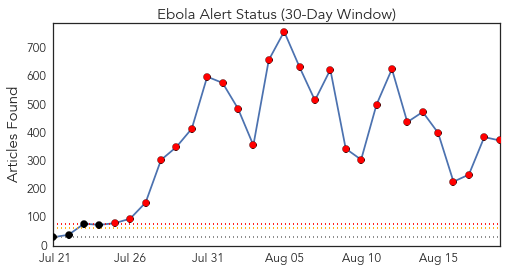 Ebola Alert Status (30-Day Window)
Articles Found
700
600
500
400
300
200
100
0
Jul 21
Jul 26
Jul 31
Aug 05
Aug 10
Aug 15